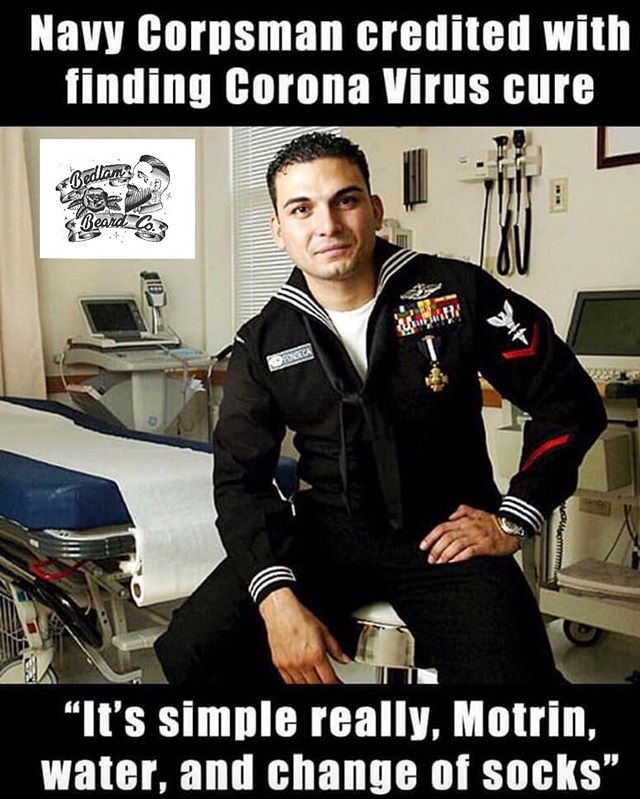 Navy Corpsman credited with
finding Corona Virus cure
Bedlam
Beard Co.
"It's simple really, Motrin,
water, and change of socks"